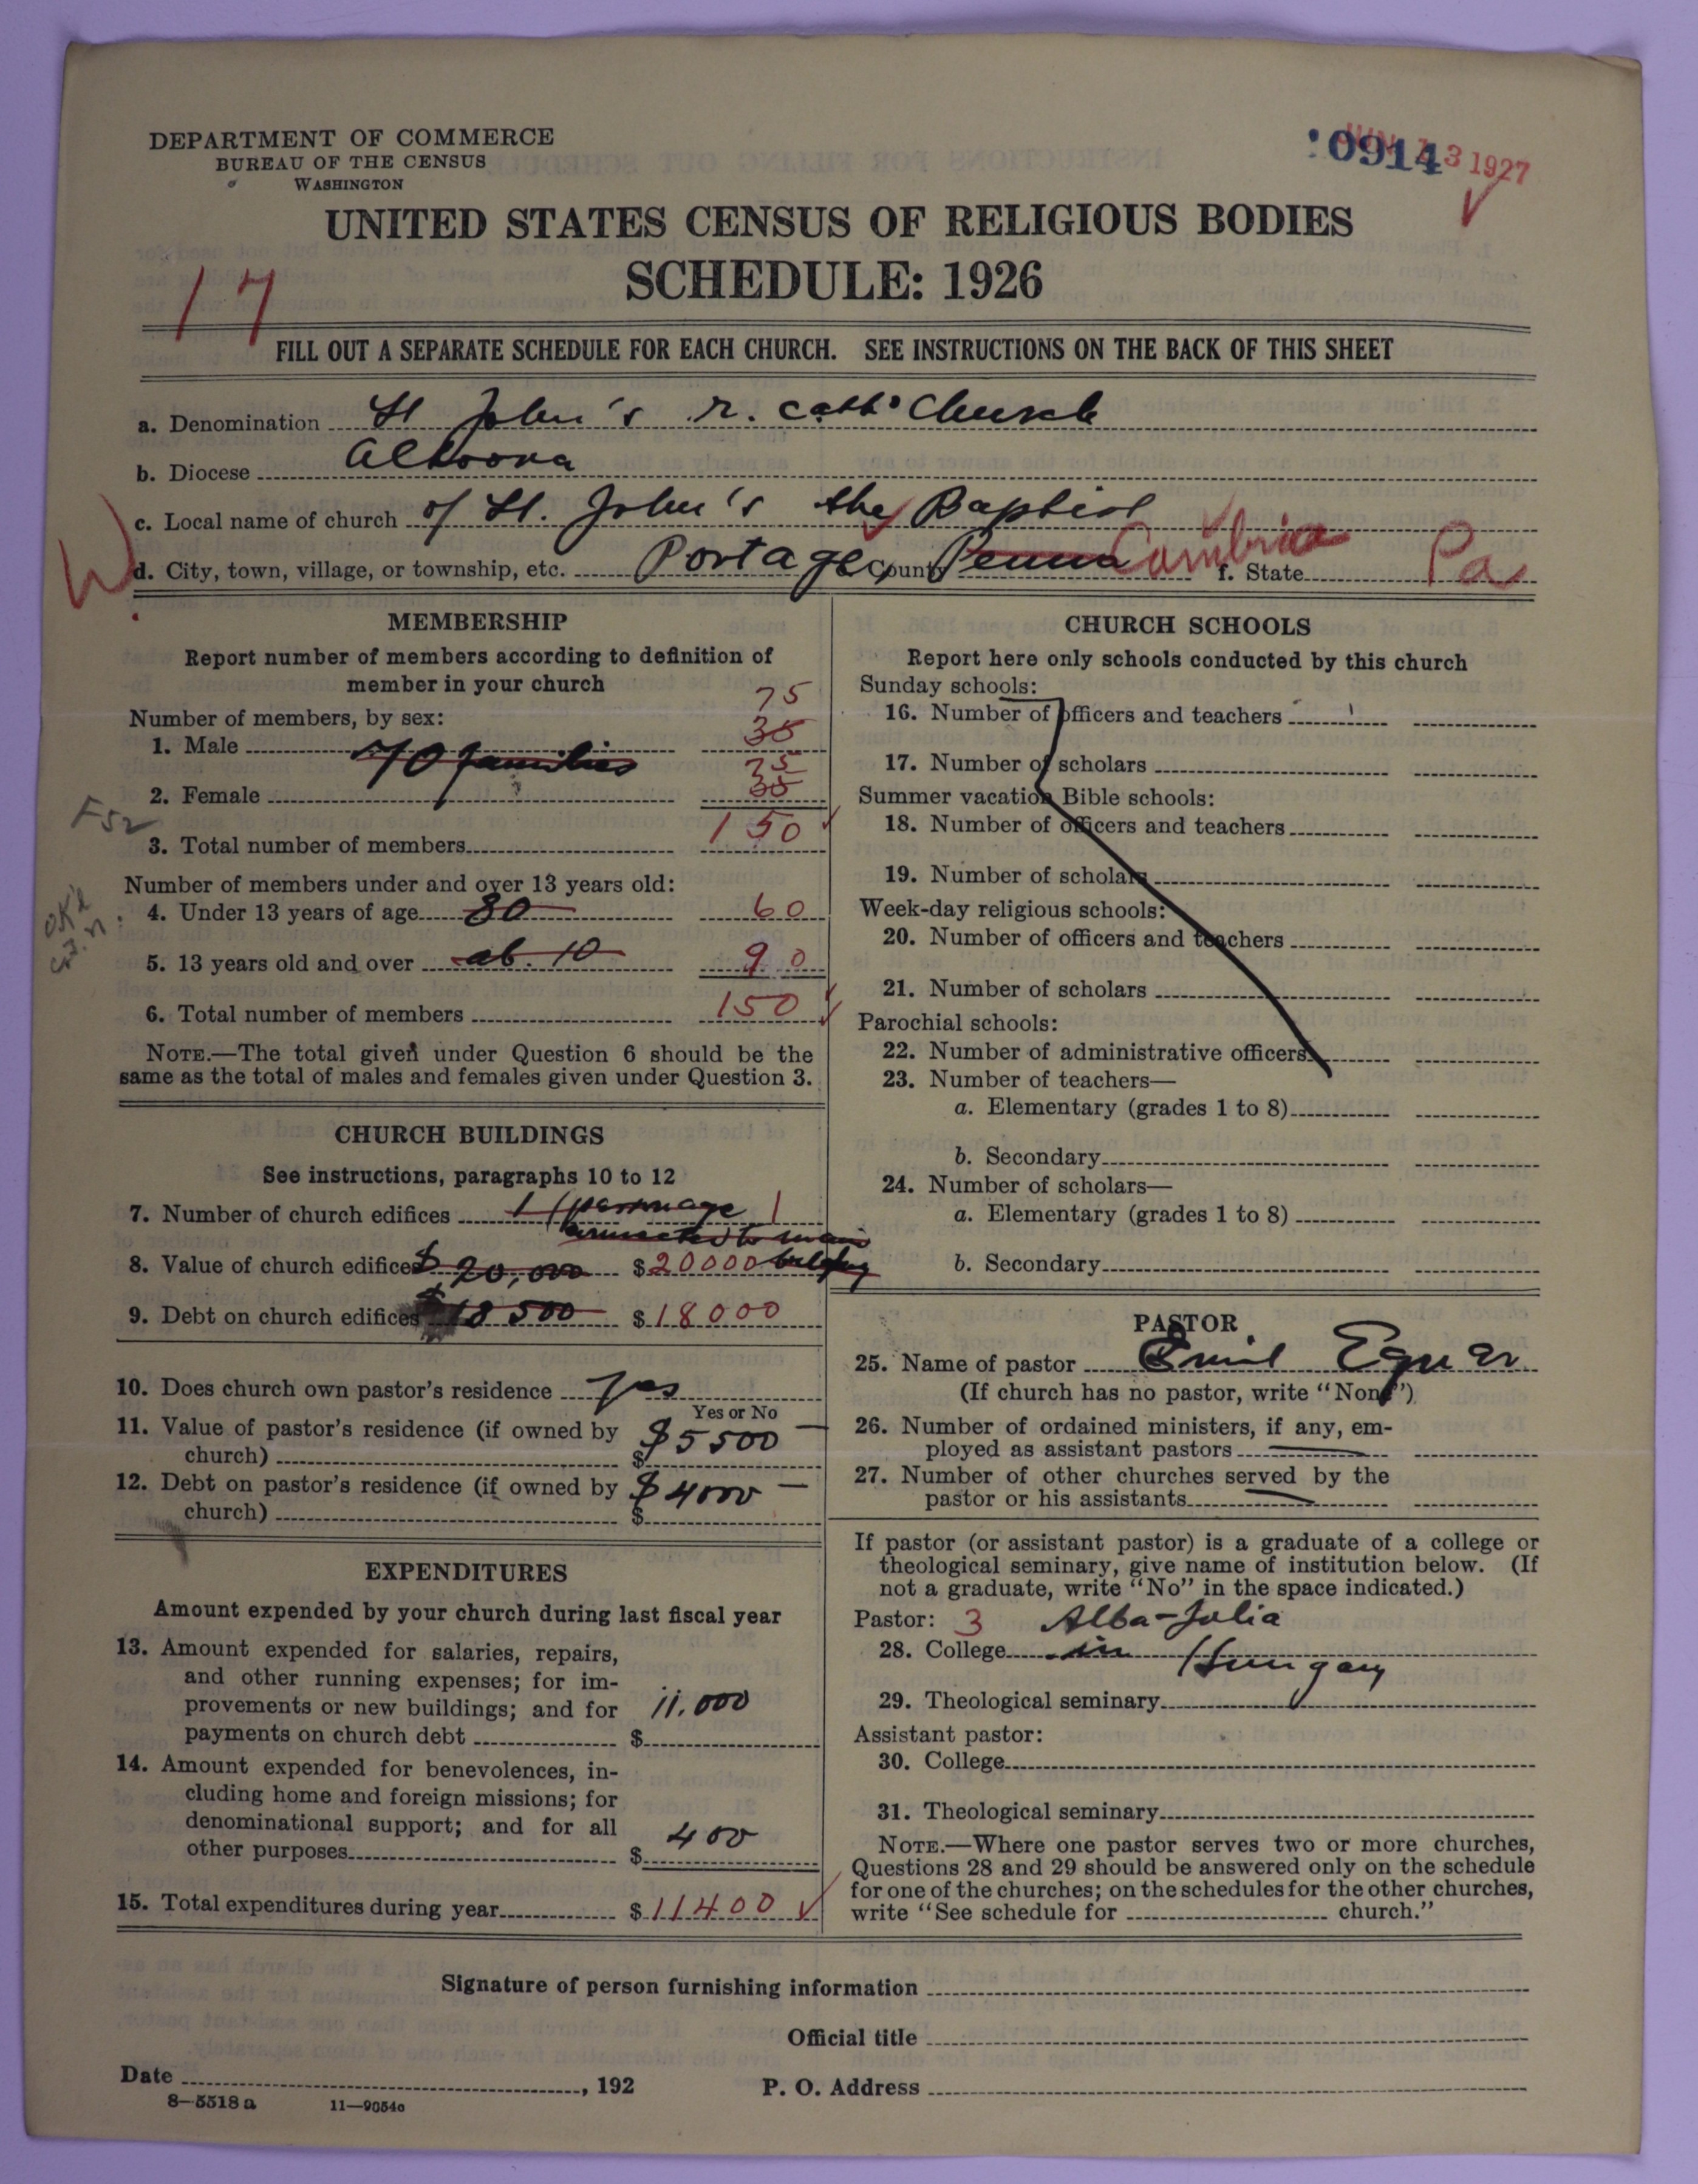 DEPARTMENT OF COMMERCE
BUREAU OF THE CENSUS
WASHINGTON
0914
3 1927
UNITED STATES CENSUS OF RELIGIOUS BODIES
SCHEDULE: 1926
17
FILL OUT A SEPARATE SCHEDULE FOR EACH CHURCH. SEE INSTRUCTIONS ON THE BACK OF THIS SHEET
a. Denomination St John's r. cath. Church
b. Diocese Altoona
c. Local name of church of St. John's the Baptist
d. City, town, village, or township, etc. Portage County Penna Cambria f. State Pa
MEMBERSHIP
Report number of members according to definition of
member in your church
Number of members, by sex:
75
1. Male 70 families 35
75
2. Female 35
3. Total number of members 150
Number of members under and over 13 years old:
4. Under 13 years of age 30 60
5. 13 years old and over ab. 10 90
6. Total number of members 150
NOTE.—The total given under Question 6 should be the
same as the total of males and females given under Question 3.
CHURCH BUILDINGS
See instructions, paragraphs 10 to 12
7. Number of church edifices 1 (parsonage 1
connected to main
8. Value of church edifices $20,000 $20000
9. Debt on church edifices $18500 $18000
10. Does church own pastor's residence yes
Yes or No
11. Value of pastor's residence (if owned by $5500
church) $
12. Debt on pastor's residence (if owned by $4000
church) $
EXPENDITURES
Amount expended by your church during last fiscal year
13. Amount expended for salaries, repairs,
and other running expenses; for im-
provements or new buildings; and for 11.000
payments on church debt $
14. Amount expended for benevolences, in-
cluding home and foreign missions; for
denominational support; and for all 400
other purposes $
15. Total expenditures during year $11400
CHURCH SCHOOLS
Report here only schools conducted by this church
Sunday schools:
16. Number of officers and teachers
17. Number of scholars
Summer vacation Bible schools:
18. Number of officers and teachers
19. Number of scholars
Week-day religious schools:
20. Number of officers and teachers
21. Number of scholars
Parochial schools:
22. Number of administrative officers
23. Number of teachers—
a. Elementary (grades 1 to 8)
b. Secondary
24. Number of scholars—
a. Elementary (grades 1 to 8)
b. Secondary
PASTOR
25. Name of pastor Emil
(If church has no pastor, write "None")
26. Number of ordained ministers, if any, em-
ployed as assistant pastors
27. Number of other churches served by the
pastor or his assistants
If pastor (or assistant pastor) is a graduate of a college or
theological seminary, give name of institution below. (If
not a graduate, write "No" in the space indicated.)
Pastor: 3 Alba-Julia
28. College in Hungary
29. Theological seminary
Assistant pastor:
30. College
31. Theological seminary
NOTE.—Where one pastor serves two or more churches,
Questions 28 and 29 should be answered only on the schedule
for one of the churches; on the schedules for the other churches,
write "See schedule for church."
Signature of person furnishing information
Official title
Date , 192
P. O. Address
8—5518 a 11—9054a